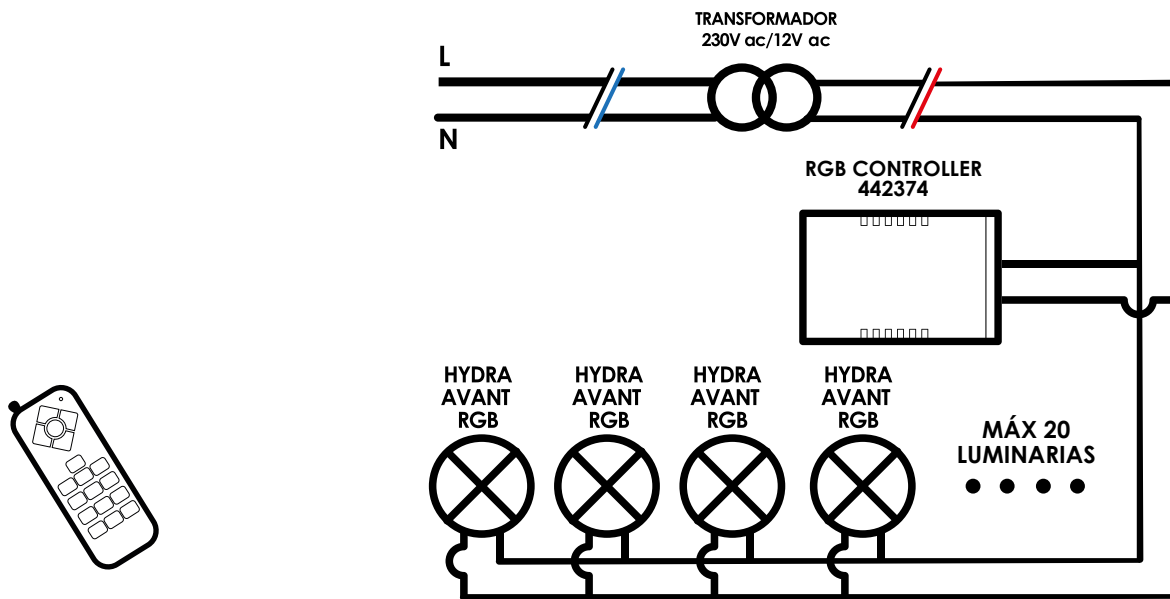 TRANSFORMADOR
230V ac/12V ac
L
N
RGB CONTROLLER
442374
HYDRA
AVANT
RGB
HYDRA
AVANT
RGB
HYDRA
AVANT
RGB
HYDRA
AVANT
RGB
MÁX 20
LUMINARIAS